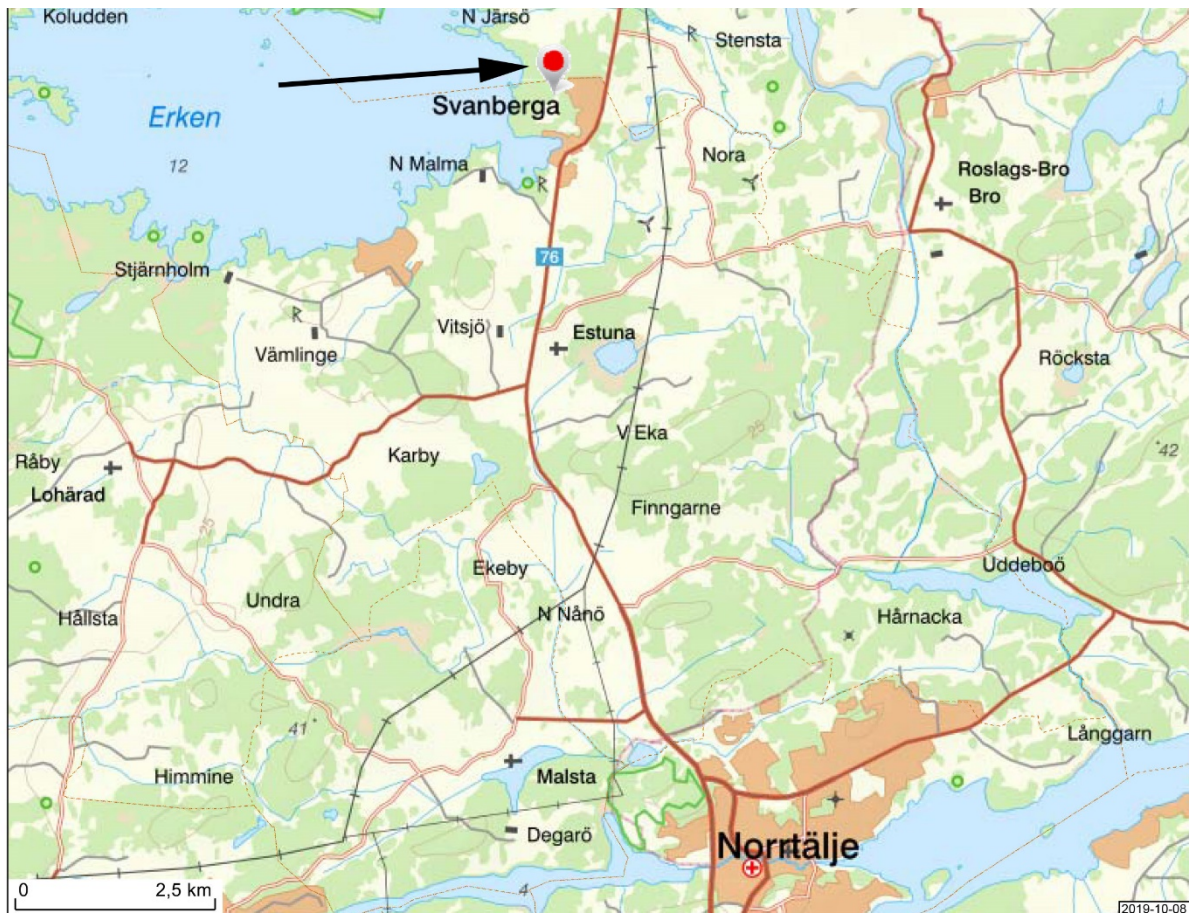 Koludden
N Järsö
Stensta
Svanberga
Erken
12
N Malma
Nora
Roslags-Bro
Bro
R
R
R
76
Stjärnholm
Vitsjö
Estuna
Vämlinge
Röcksta
V Eka
25
42
Råby
Karby
Lohärad
25
Finngarne
Ekeby
Uddeboö
Undra
N Nånö
Hårnacka
Hållsta
41
Långgarn
Himmine
Malsta
Degarö
Norrtälje
4
0
2,5 km
2019-10-08